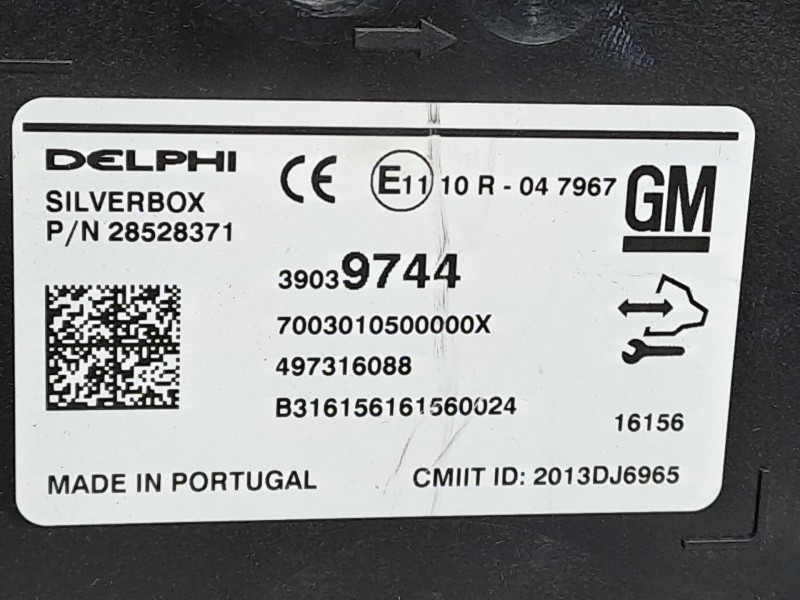 DELPHI
SILVERBOX
P/N 28528371
CE E11 10 R - 04 7967
GM
39039744
7003010500000X
497316088
B316156161560024
16156
MADE IN PORTUGAL
CMIIT ID: 2013DJ6965